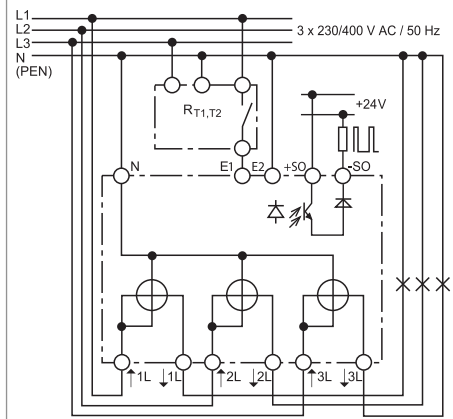 L1
L2
L3
N
(PEN)
3 x 230/400 V AC / 50 Hz
+24V
RT1,T2
N
E1
E2
+SO
-SO
↑1L
↓1L
↑2L
↓2L
↑3L
↓3L